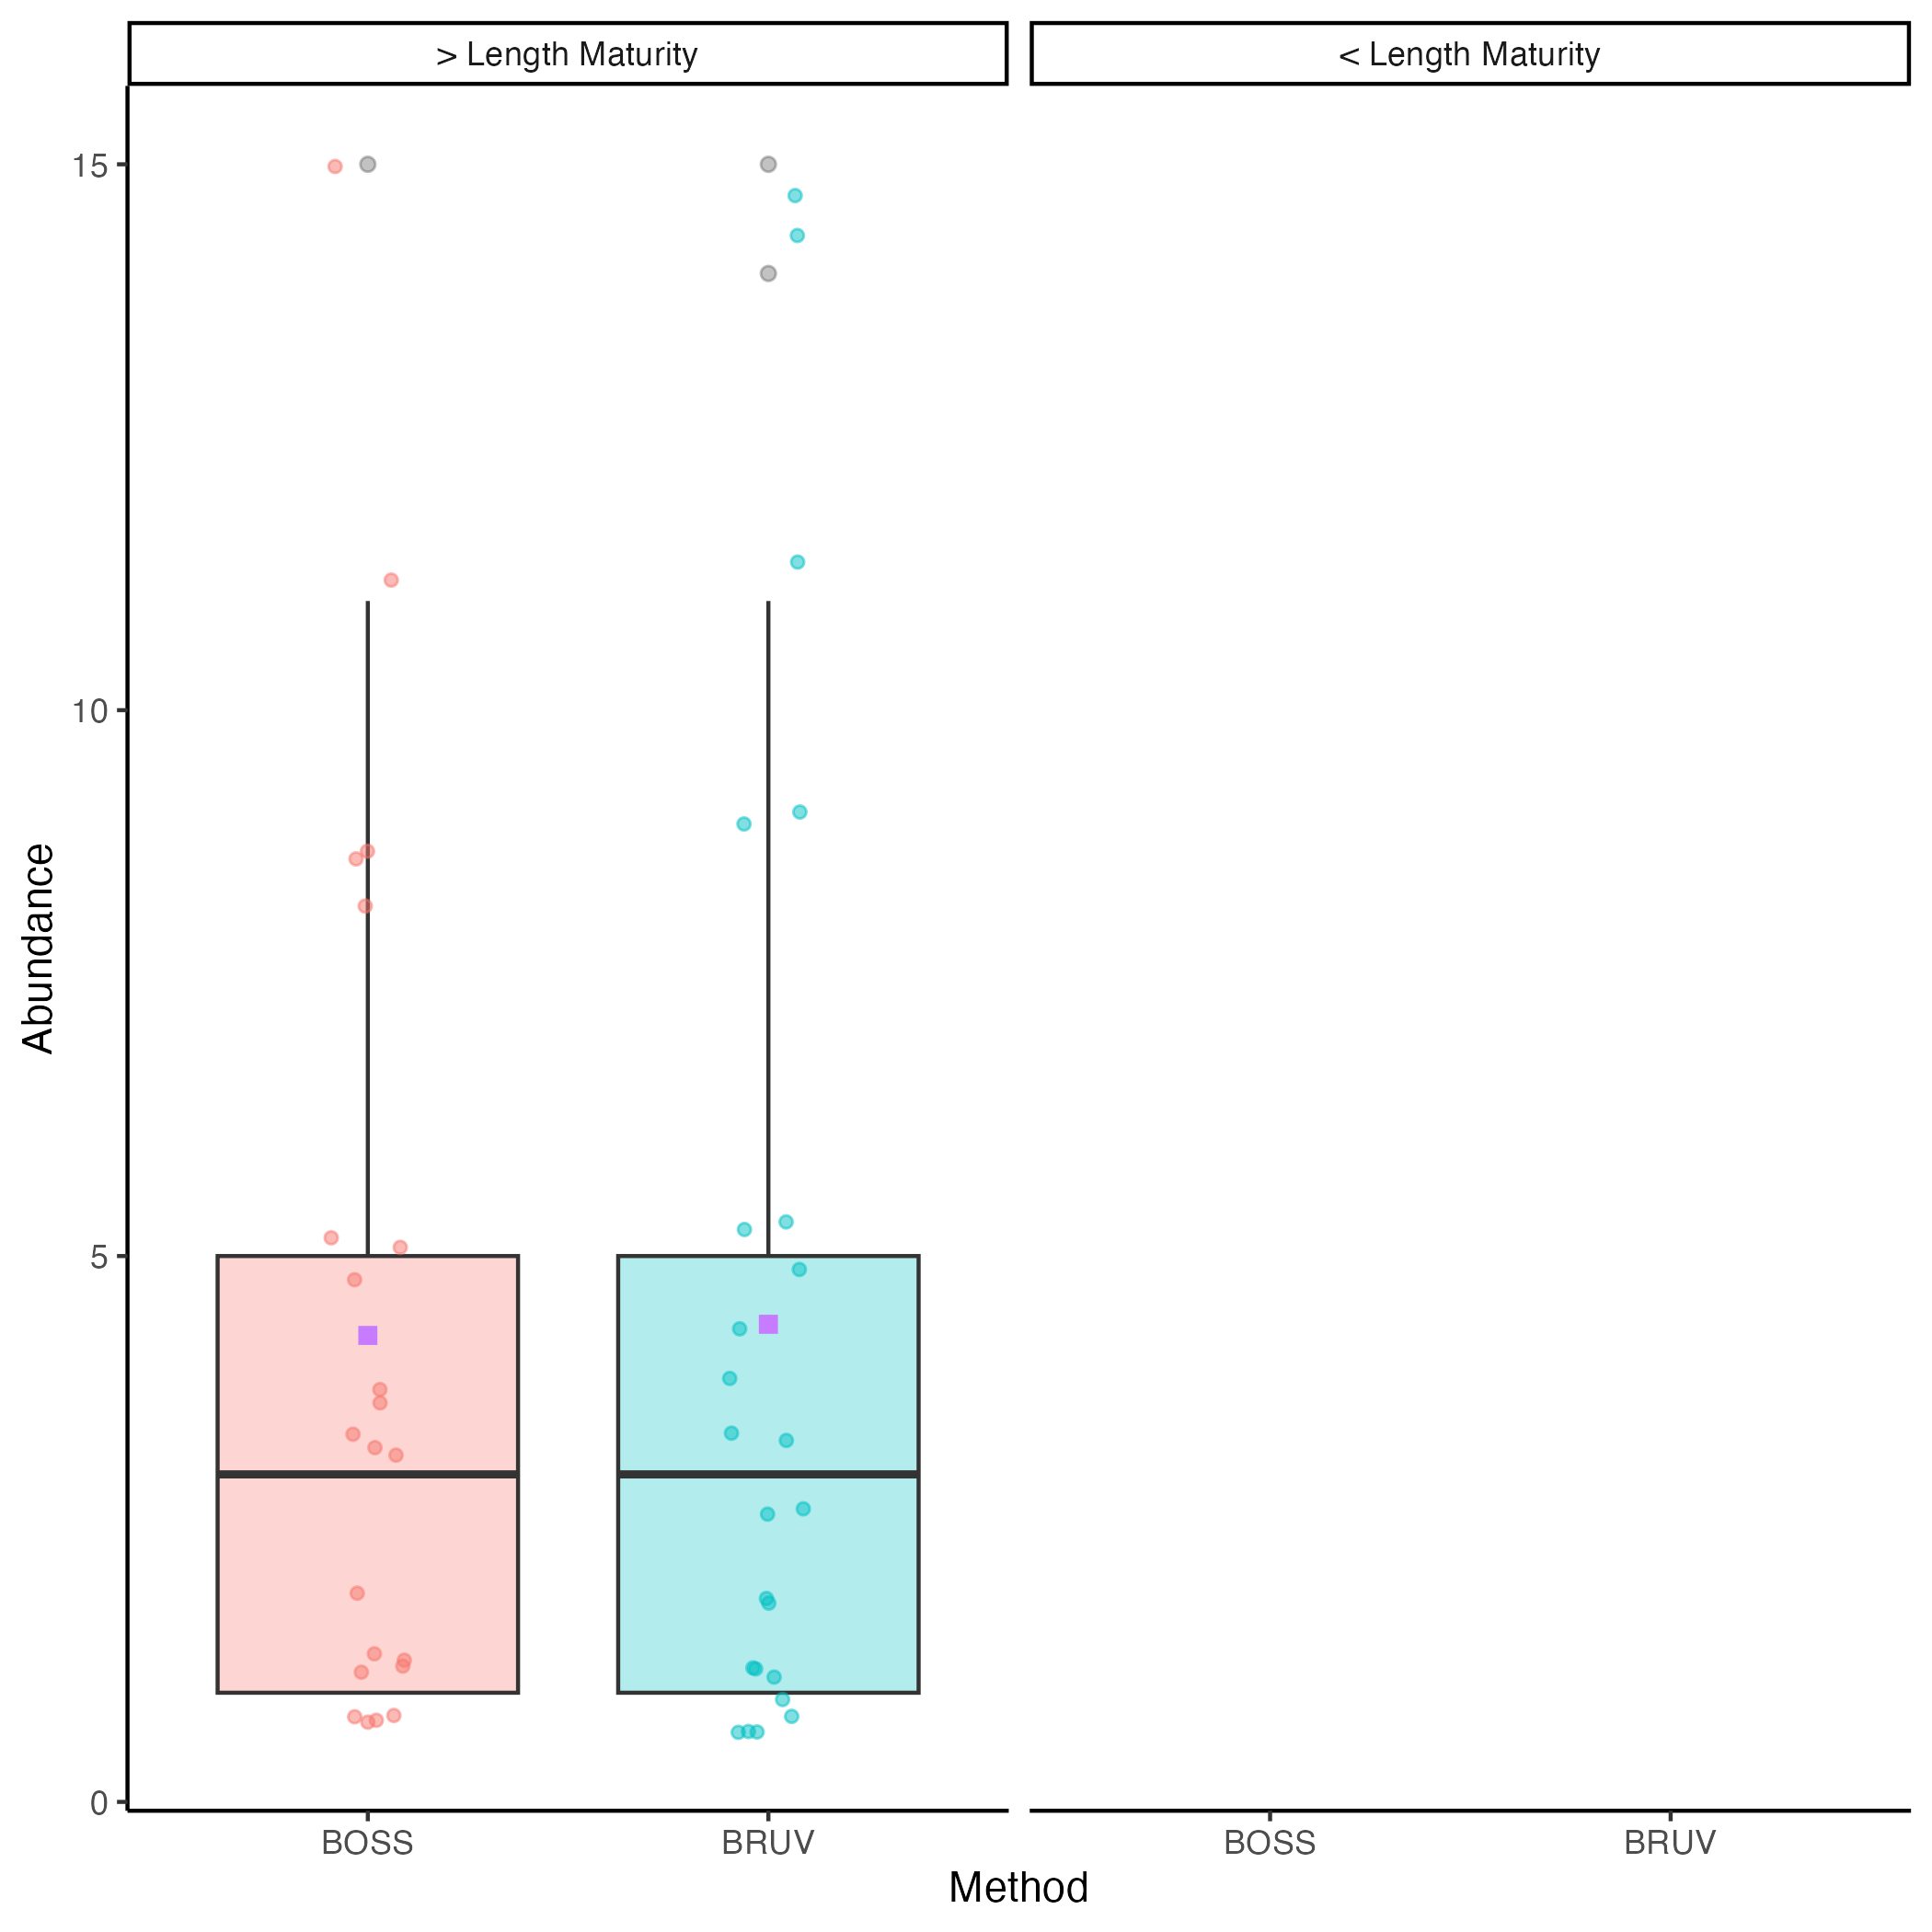 > Length Maturity
< Length Maturity
15
10
5
0
Abundance
BOSS
BRUV
BOSS
BRUV
Method